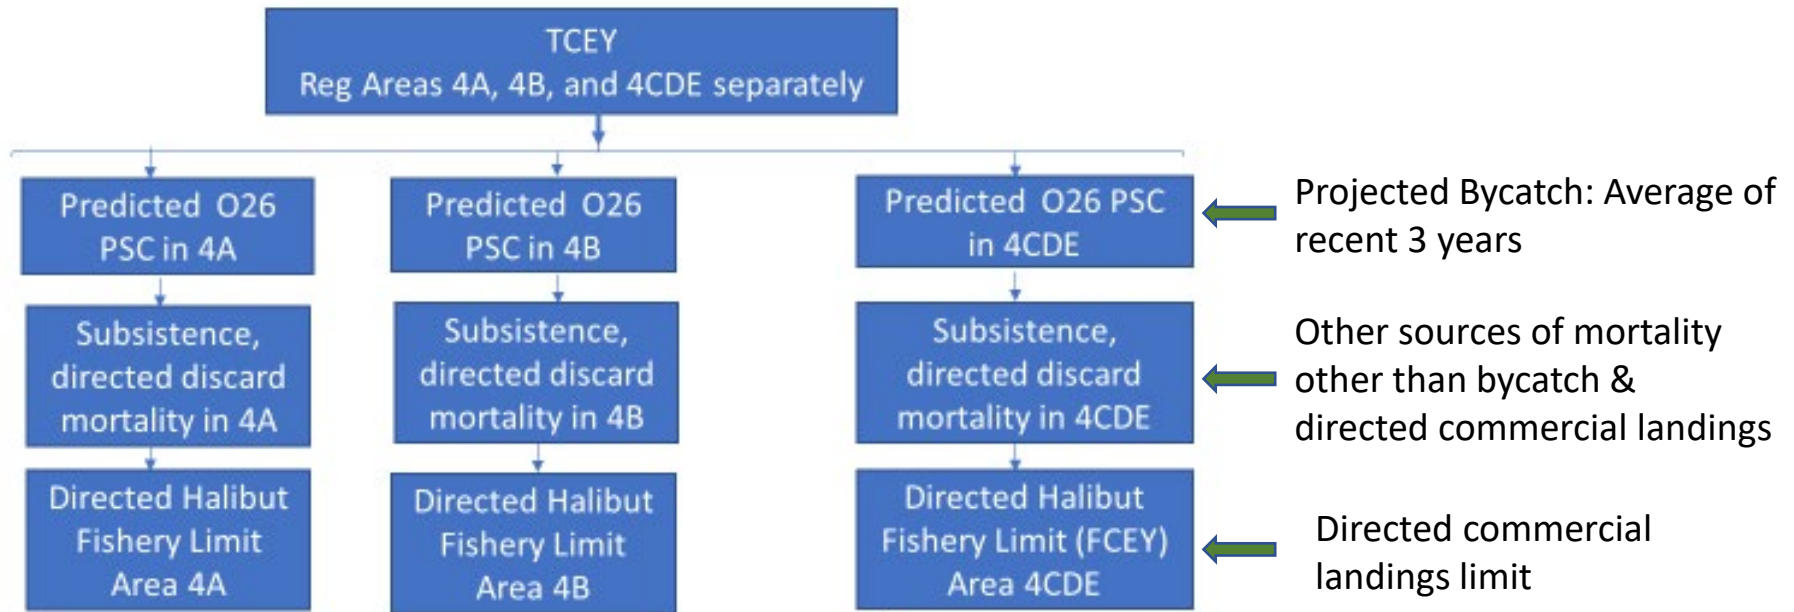 TCEY
Reg Areas 4A, 4B, and 4CDE separately
Predicted O26
PSC in 4A
Predicted O26
PSC in 4B
Predicted O26 PSC
in 4CDE
Projected Bycatch: Average of
recent 3 years
Subsistence,
directed discard
mortality in 4A
Subsistence,
directed discard
mortality in 4B
Subsistence,
directed discard
mortality in 4CDE
Other sources of mortality
other than bycatch &
directed commercial landings
Directed Halibut
Fishery Limit
Area 4A
Directed Halibut
Fishery Limit
Area 4B
Directed Halibut
Fishery Limit (FCEY)
Area 4CDE
Directed commercial
landings limit